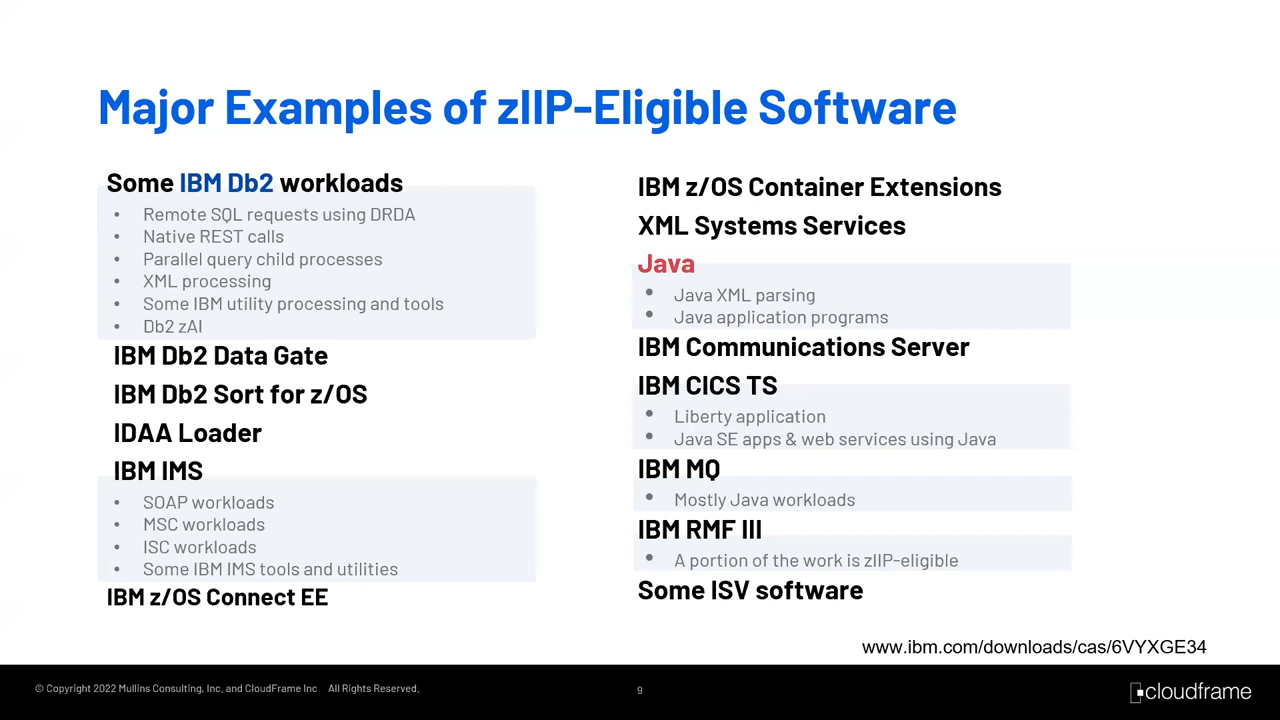 Major Examples of zIIP-Eligible Software
Some IBM Db2 workloads
• Remote SQL requests using DRDA
• Native REST calls
• Parallel query child processes
• XML processing
• Some IBM utility processing and tools
• Db2 zAI
IBM Db2 Data Gate
IBM Db2 Sort for z/OS
IDAA Loader
IBM IMS
• SOAP workloads
• MSC workloads
• ISC workloads
• Some IBM IMS tools and utilities
IBM z/OS Connect EE
IBM z/OS Container Extensions
XML Systems Services
Java
• Java XML parsing
• Java application programs
IBM Communications Server
IBM CICS TS
• Liberty application
• Java SE apps & web services using Java
IBM MQ
• Mostly Java workloads
IBM RMF III
• A portion of the work is zIIP-eligible
Some ISV software
www.ibm.com/downloads/cas/6VYXGE34
© Copyright 2022 Mullins Consulting, Inc. and CloudFrame Inc All Rights Reserved.
9
cloudframe